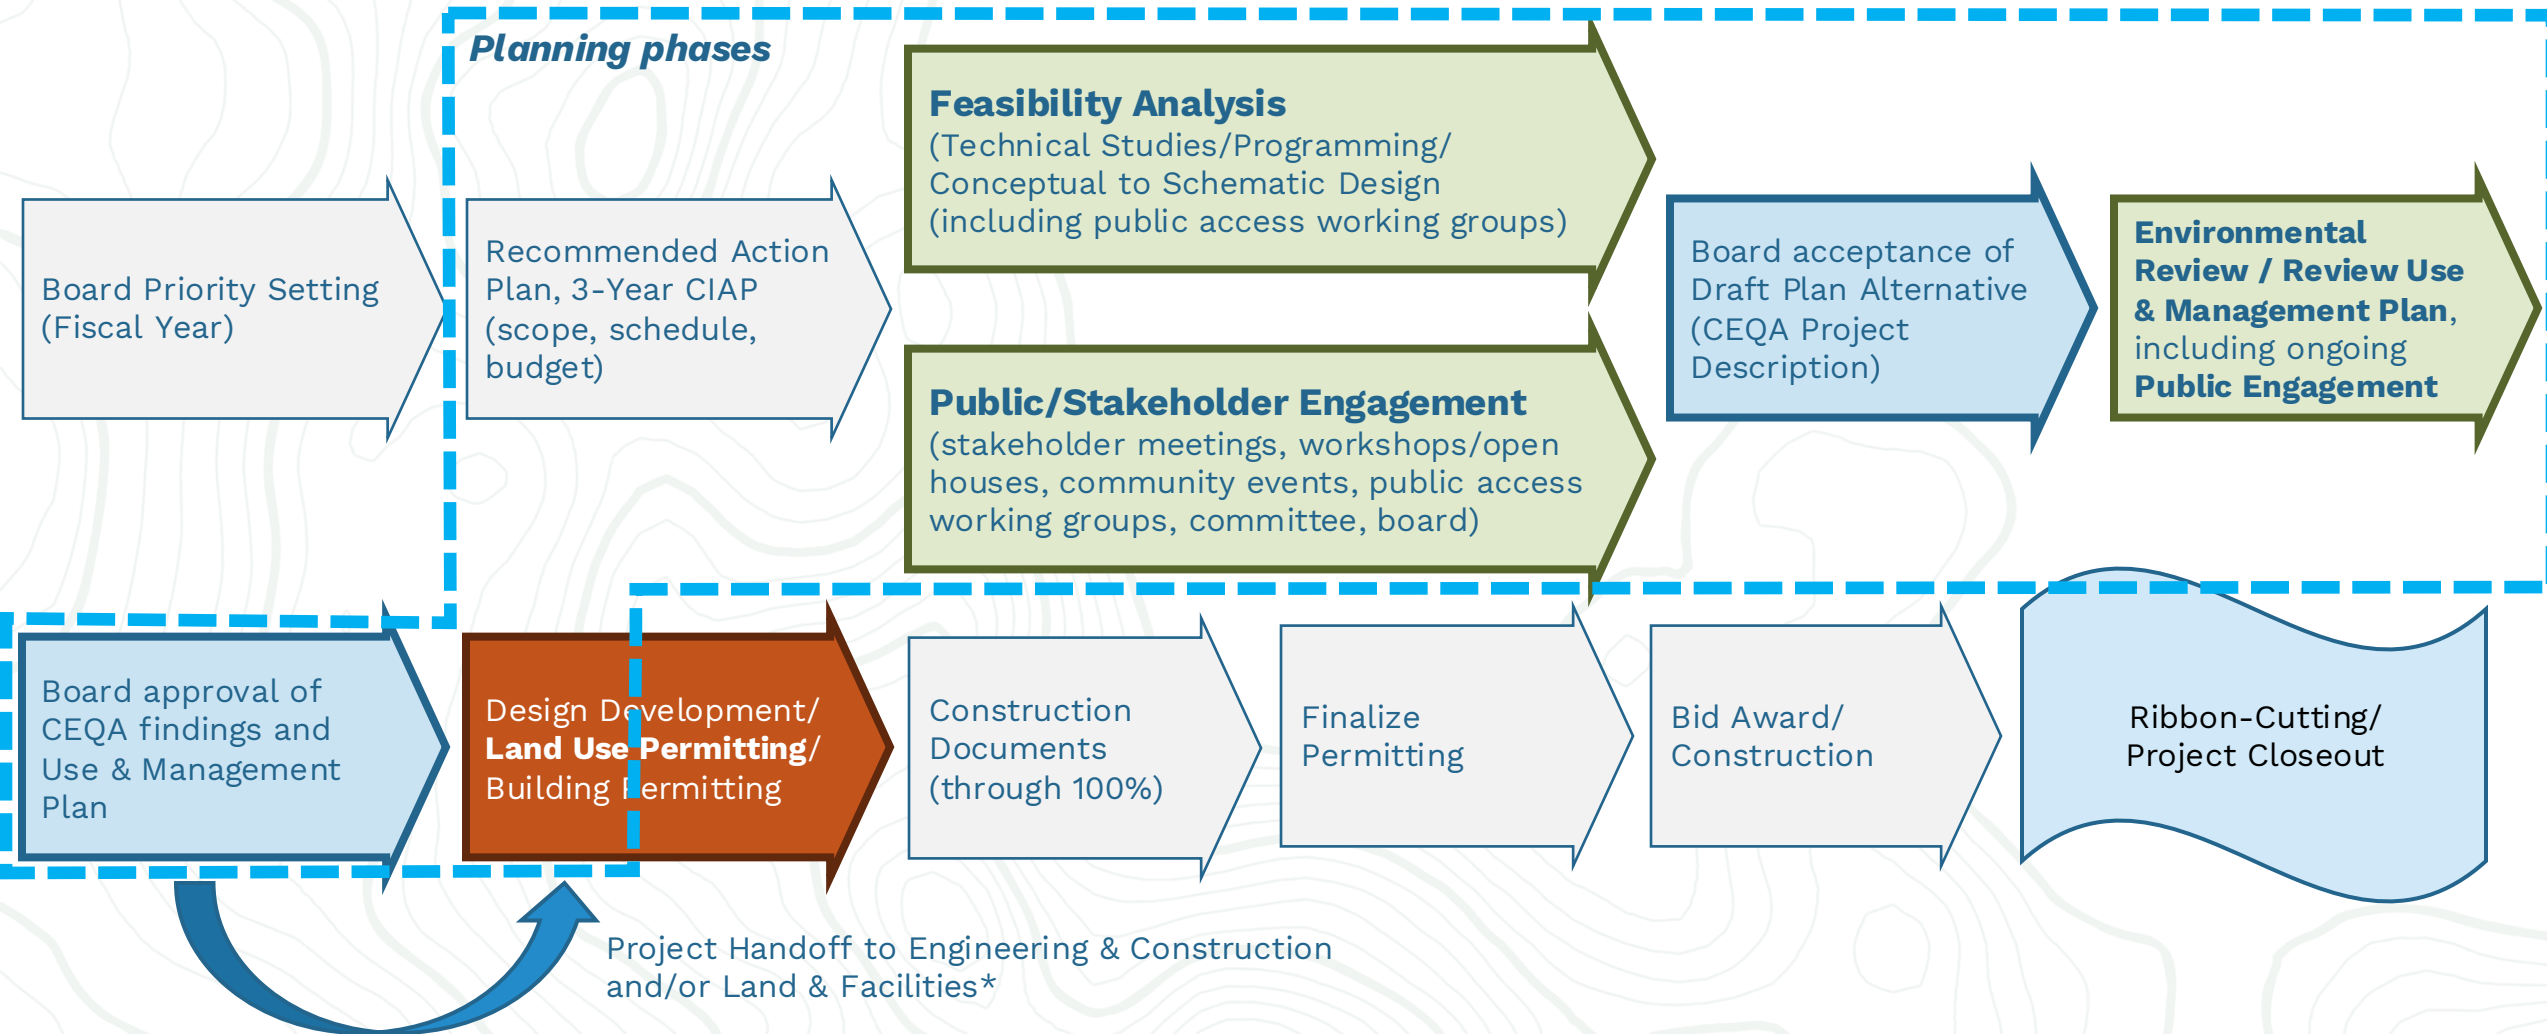 Planning phases
Board Priority Setting
(Fiscal Year)
Recommended Action
Plan, 3-Year CIAP
(scope, schedule,
budget)
Feasibility Analysis
(Technical Studies/Programming/
Conceptual to Schematic Design
(including public access working groups)
Public/Stakeholder Engagement
(stakeholder meetings, workshops/open
houses, community events, public access
working groups, committee, board)
Board acceptance of
Draft Plan Alternative
(CEQA Project
Description)
Environmental
Review / Review Use
& Management Plan,
including ongoing
Public Engagement
Board approval of
CEQA findings and
Use & Management
Plan
Design Development/
Land Use Permitting/
Building Permitting
Construction
Documents
(through 100%)
Finalize
Permitting
Bid Award/
Construction
Ribbon-Cutting/
Project Closeout
Project Handoff to Engineering & Construction
and/or Land & Facilities*